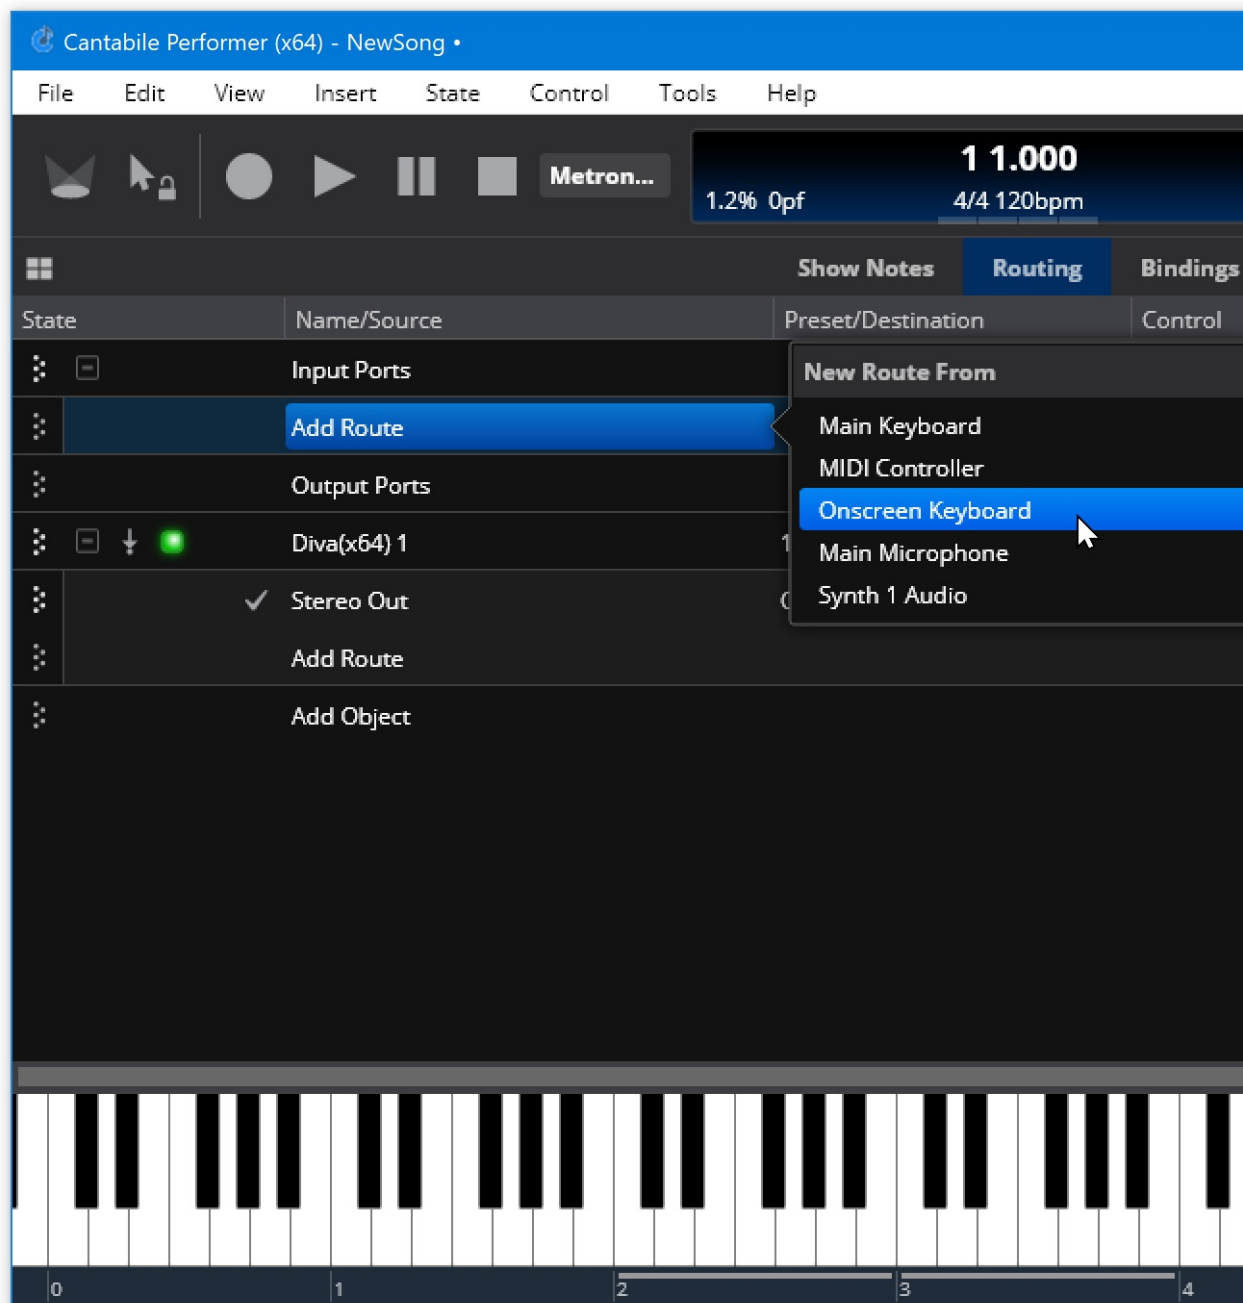 Cantabile Performer (x64) - NewSong •
File Edit View Insert State Control Tools Help
Metron...
1 1.000
1.2% 0pf 4/4 120bpm
Show Notes Routing Bindings
State Name/Source Preset/Destination Control
Input Ports
New Route From
Add Route
Main Keyboard
MIDI Controller
Output Ports
Onscreen Keyboard
Diva(x64) 1
Main Microphone
Stereo Out
Synth 1 Audio
Add Route
Add Object
0 1 2 3 4